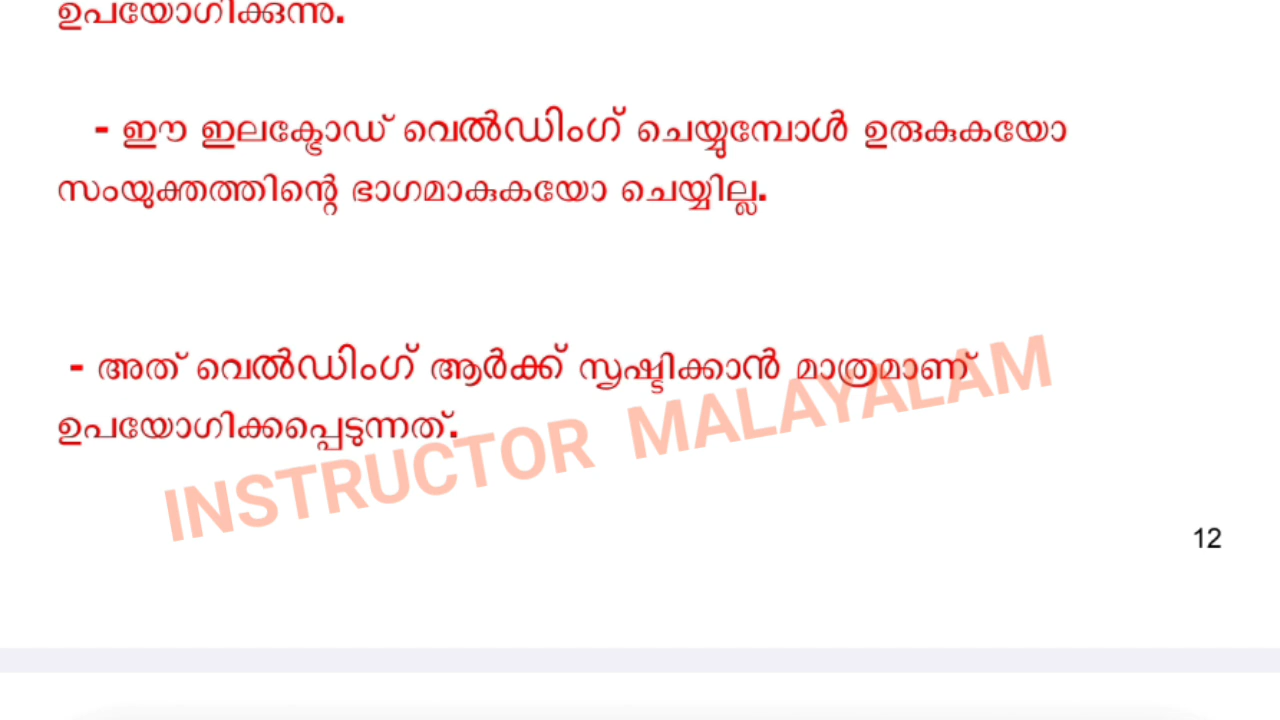 ഉപയോഗിക്കുന്നു.
- ഈ ഇലക്ട്രോഡ് വെൽഡിംഗ് ചെയ്യുമ്പോൾ ഉരുകുകയോ
സംയുക്തത്തിന്റെ ഭാഗമാകുകയോ ചെയ്യില്ല.
- അത് വെൽഡിംഗ് ആർക്ക് സൃഷ്ടിക്കാൻ മാത്രമാണ്
ഉപയോഗിക്കപ്പെടുന്നത്.
INSTRUCTOR MALAYALAM
12